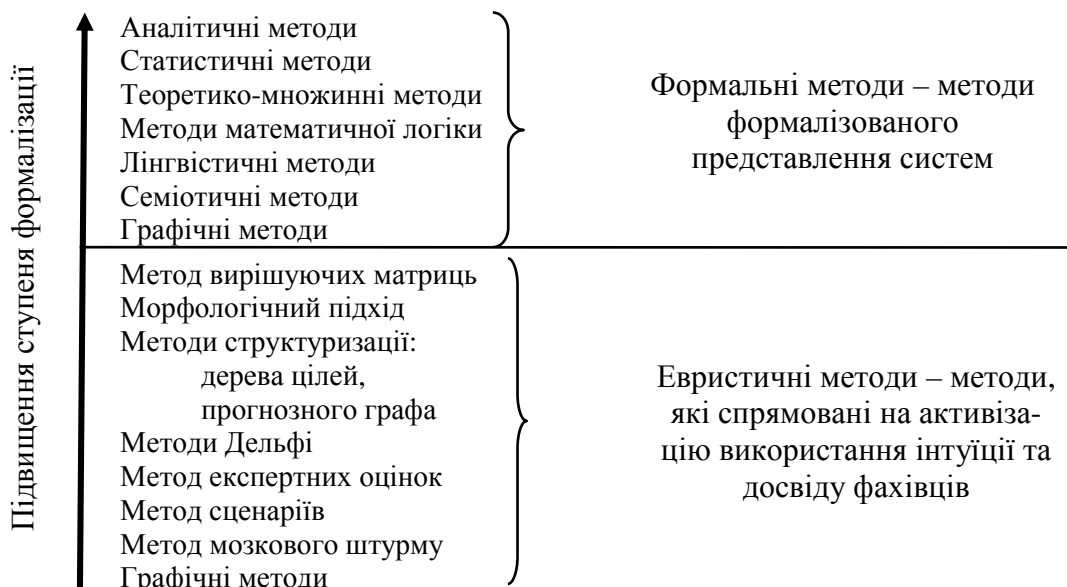 Підвищення ступеня формалізації
Аналітичні методи
Статистичні методи
Теоретико-множинні методи
Методи математичної логіки
Лінгвістичні методи
Семіотичні методи
Графічні методи
Формальні методи – методи
формалізованого
представлення систем
Метод вирішуючих матриць
Морфологічний підхід
Методи структуризації:
дерева цілей,
прогнозного графа
Методи Дельфі
Метод експертних оцінок
Метод сценаріїв
Метод мозкового штурму
Графічні методи
Евристичні методи – методи,
які спрямовані на активіза-
цію використання інтуїції та
досвіду фахівців